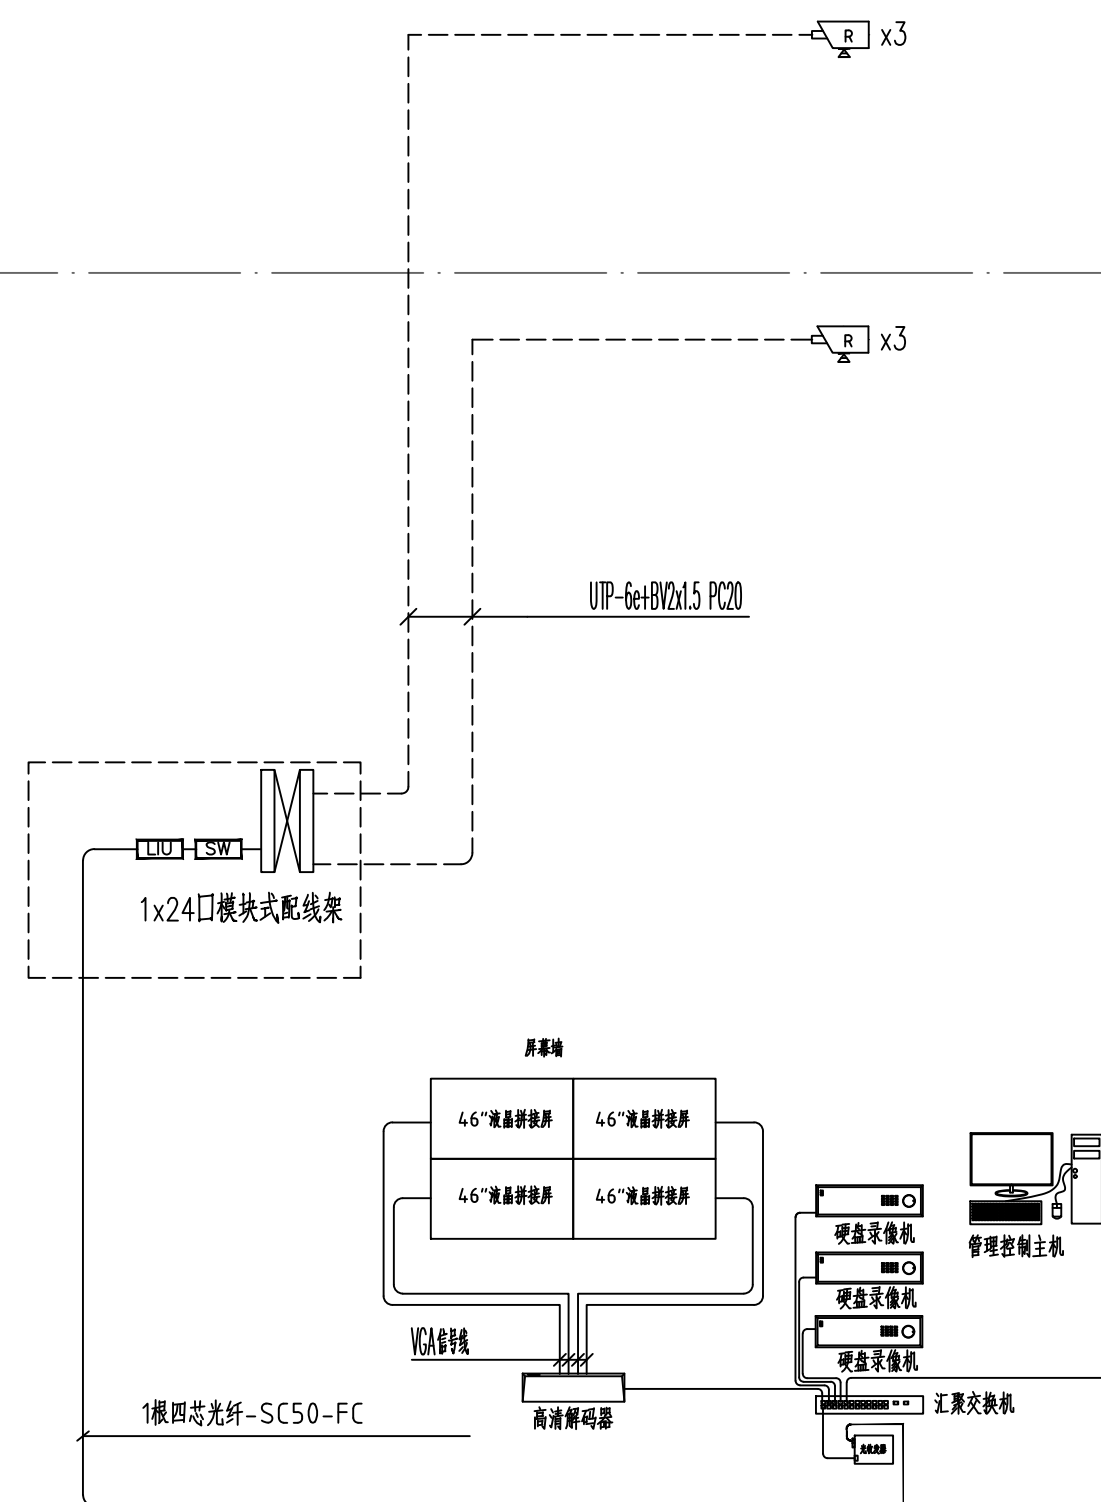 R x3
R x3
UTP-6e+BV2x1.5 PC20
LIU SW
1x24口模块式配线架
屏幕墙
46"液晶拼接屏 46"液晶拼接屏
46"液晶拼接屏 46"液晶拼接屏
硬盘录像机
管理控制主机
硬盘录像机
VGA信号线
硬盘录像机
1根四芯光纤-SC50-FC
高清解码器
汇聚交换机
光收发器